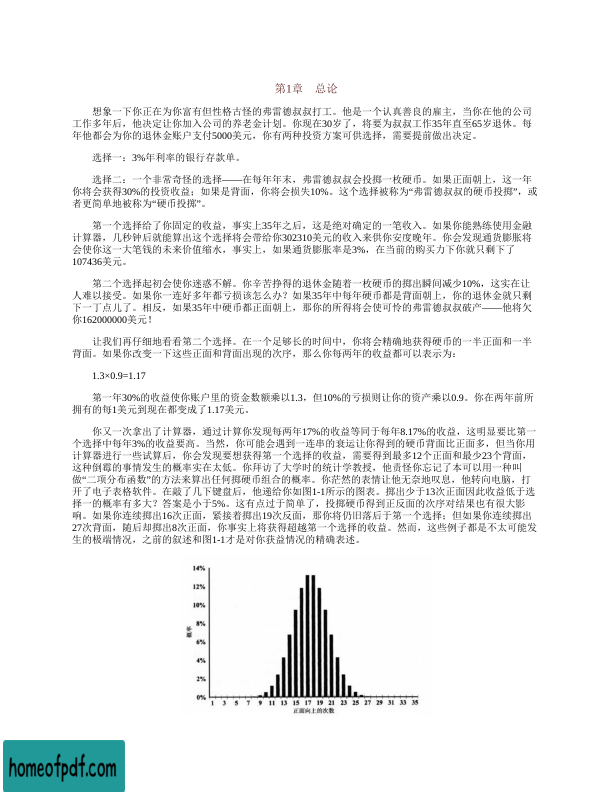 第1章 总论
想象一下你正在为你富有但性格古怪的弗雷德叔叔打工。他是一个认真善良的雇主，当你在他的公司
工作多年后，他决定让你加入公司的养老金计划。你现在30岁了，将要为叔叔工作35年直至65岁退休。每
年他都会为你的退休金账户支付5000美元，你有两种投资方案可供选择，需要提前做出决定。
选择一：3%年利率的银行存款单。
选择二：一个非常奇怪的选择——在每年年末，弗雷德叔叔会投掷一枚硬币。如果正面朝上，这一年
你将会获得30%的投资收益；如果是背面，你将会损失10%。这个选择被称为“弗雷德叔叔的硬币投掷”，或
者更简单地被称为“硬币投掷”。
第一个选择给了你固定的收益，事实上35年之后，这是绝对确定的一笔收入。如果你能熟练使用金融
计算器，几秒钟后就能算出这个选择将会带给你302310美元的收入来供你安度晚年。你会发现通货膨胀将
会使你这一大笔钱的未来价值缩水，事实上，如果通货膨胀率是3%，在当前的购买力下你就只剩下了
107436美元。
第二个选择起初会使你迷惑不解。你辛苦挣得的退休金随着一枚硬币的掷出瞬间减少10%，这实在让
人难以接受。如果你一连好多年都亏损该怎么办？如果35年中每年硬币都是背面朝上，你的退休金就只剩
下一丁点儿了。相反，如果35年中硬币都正面朝上，那你的所得将会使可怜的弗雷德叔叔破产——他将欠
你162000000美元！
让我们再仔细地看看第二个选择。在一个足够长的时间中，你将会精确地获得硬币的一半正面和一半
背面。如果你改变一下这些正面和背面出现的次序，那么你每两年的收益都可以表示为：
1.3×0.9=1.17
第一年30%的收益使你账户里的资金数额乘以1.3，但10%的亏损则让你的资产乘以0.9。你在两年前所
拥有的每1美元到现在都变成了1.17美元。
你又一次拿出了计算器，通过计算你发现每两年17%的收益等同于每年8.17%的收益，这明显要比第一
个选择中每年3%的收益要高。当然，你可能会遇到一连串的衰运让你得到的硬币背面比正面多，但当你用
计算器进行一些试算后，你会发现要想获得第一个选择的收益，需要得到最多12个正面和最少23个背面，
这种倒霉的事情发生的概率实在太低。你拜访了大学时的统计学教授，他责怪你忘记了本可以用一种叫
做“二项分布函数”的方法来算出任何掷硬币组合的概率。你茫然的表情让他无奈地叹息，他转向电脑，打
开了电子表格软件。在敲了几下键盘后，他递给你如图1-1所示的图表。掷出少于13次正面因此收益低于选
择一的概率有多大？答案是小于5%。这有点过于简单了，投掷硬币得到正反面的次序对结果也有很大影
响。如果你连续掷出16次正面，紧接着掷出19次反面，那你将仍旧落后于第一个选择；但如果你连续掷出
27次背面，随后却掷出8次正面，你事实上将获得超越第一个选择的收益。然而，这些例子都是不太可能发
生的极端情况，之前的叙述和图1-1才是对你获益情况的精确表述。
14%
12%
10%
8%
6%
4%
2%
0%
概率
1 3 5 7 9 11 13 15 17 19 21 23 25 27 29 31 33 35
正面向上的次数
homeofpdf.com